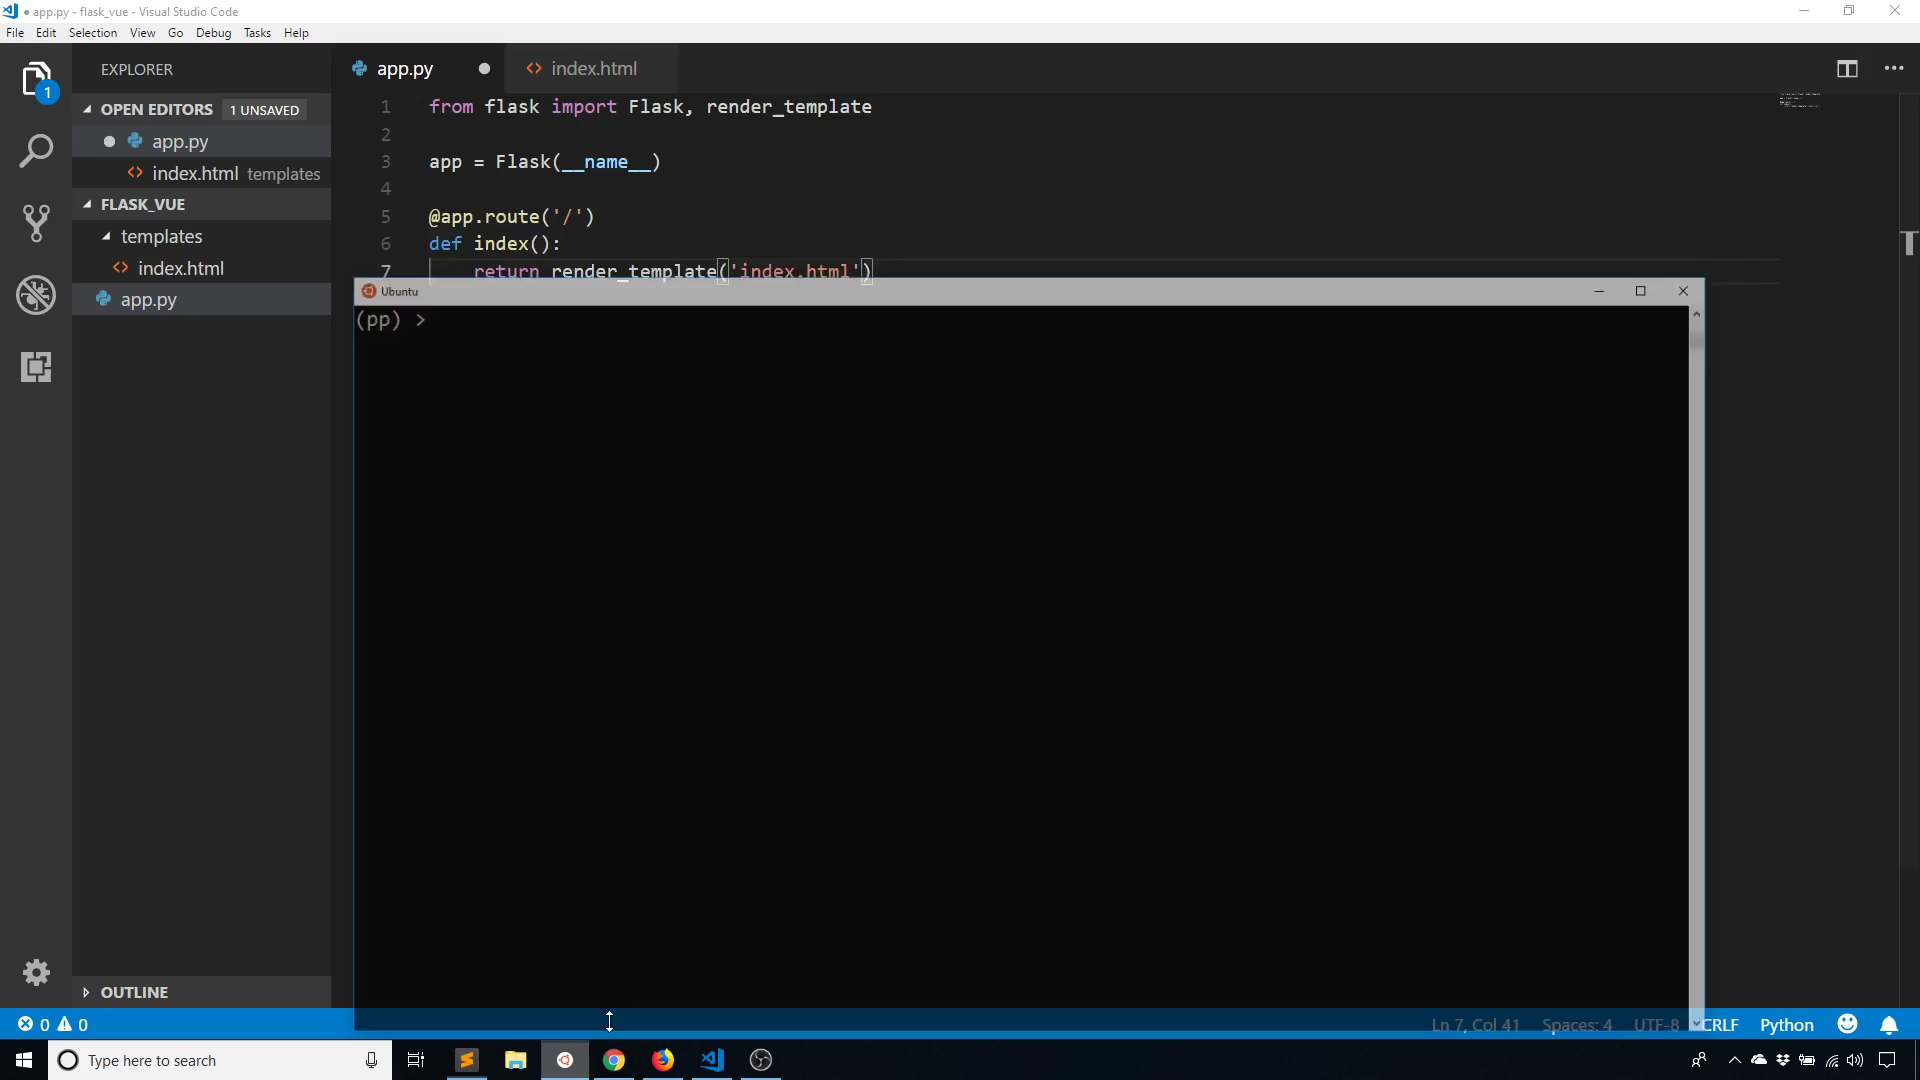 ● app.py - flask_vue - Visual Studio Code
File Edit Selection View Go Debug Tasks Help
EXPLORER
app.py
index.html
1
OPEN EDITORS 1 UNSAVED
app.py
index.html templates
FLASK_VUE
templates
index.html
app.py
1 from flask import Flask, render_template
2
3 app = Flask(__name__)
4
5 @app.route('/')
6 def index():
7 return render_template('index.html')
Ubuntu
(pp) >
OUTLINE
0 0
Ln 7, Col 41 Spaces: 4 UTF-8 CRLF Python
Type here to search